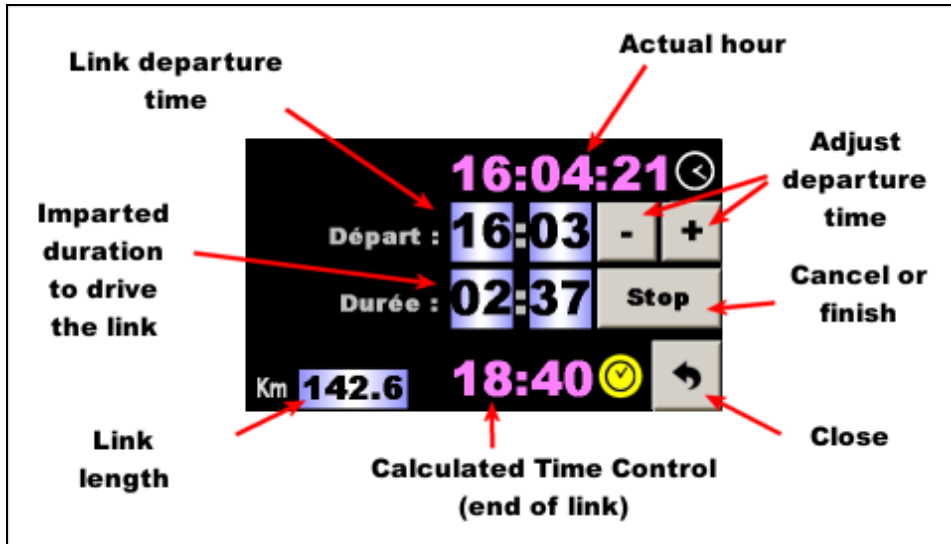 Actual hour
Link departure
time
Adjust
departure
time
16:04:21
Imparted
duration
to drive
the link
Départ : 16:03 - +
Durée : 02:37 Stop
Cancel or
finish
Km 142.6 18:40
Link
length
Calculated Time Control
(end of link)
Close